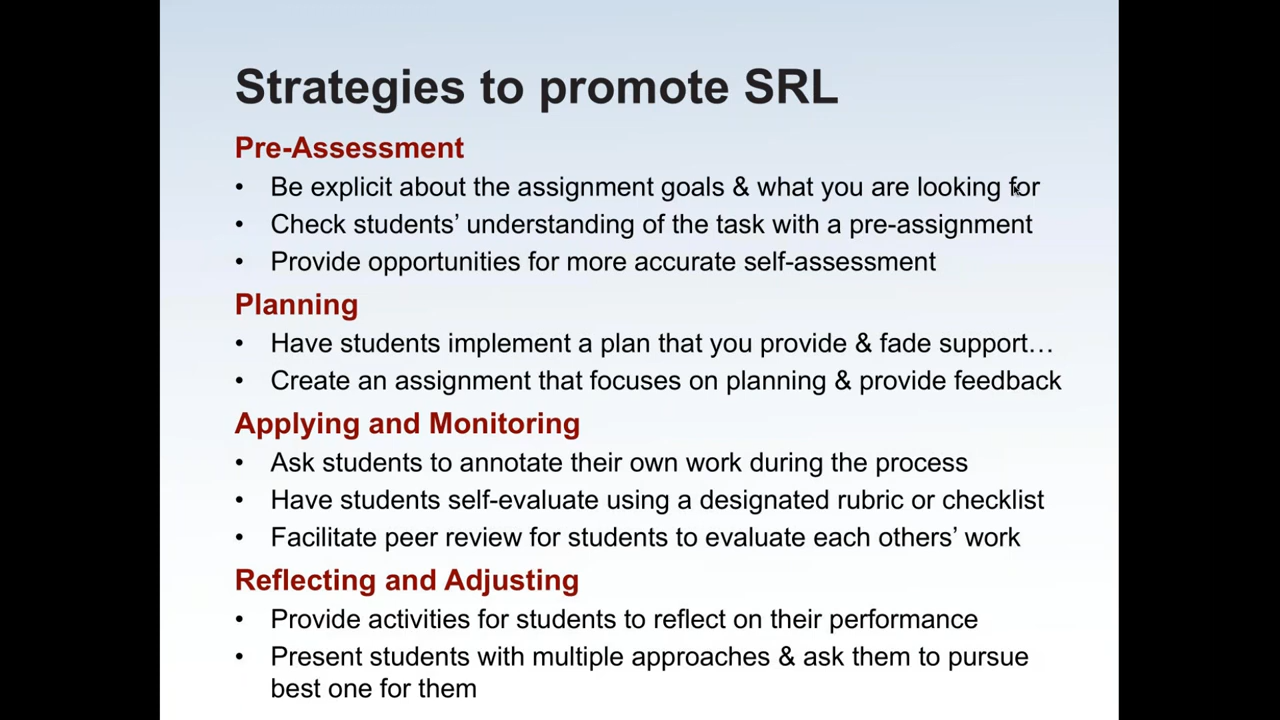 Strategies to promote SRL
Pre-Assessment
• Be explicit about the assignment goals & what you are looking for
• Check students’ understanding of the task with a pre-assignment
• Provide opportunities for more accurate self-assessment
Planning
• Have students implement a plan that you provide & fade support…
• Create an assignment that focuses on planning & provide feedback
Applying and Monitoring
• Ask students to annotate their own work during the process
• Have students self-evaluate using a designated rubric or checklist
• Facilitate peer review for students to evaluate each others’ work
Reflecting and Adjusting
• Provide activities for students to reflect on their performance
• Present students with multiple approaches & ask them to pursue
best one for them